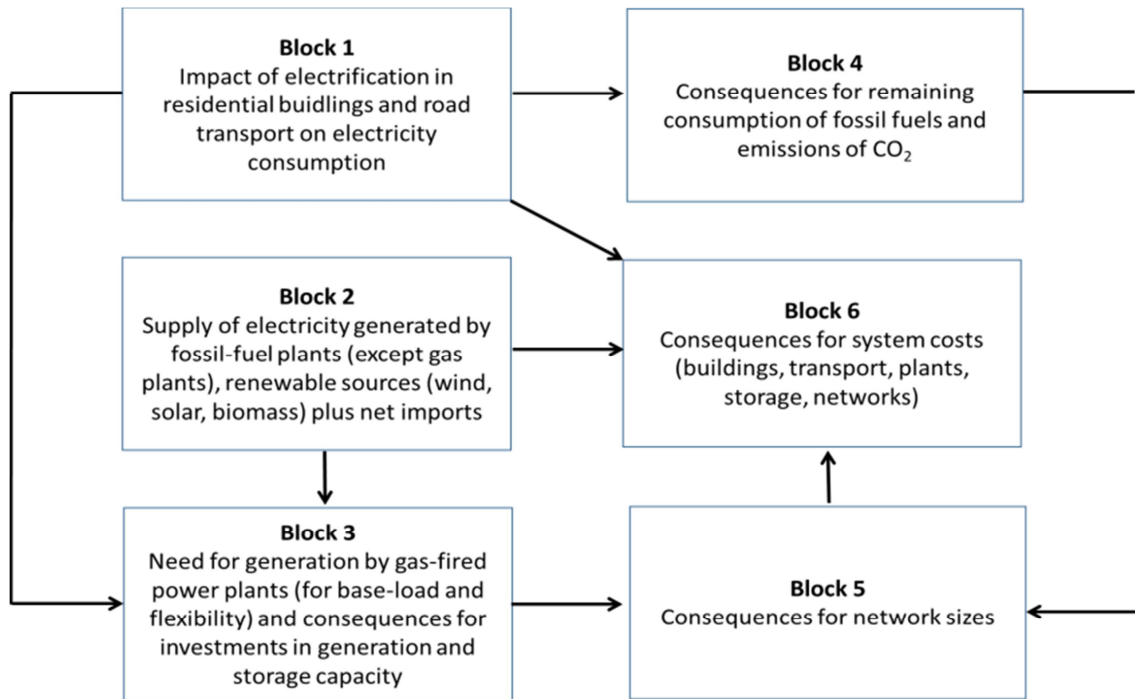 Block 1
Impact of electrification in
residential buidlings and road
transport on electricity
consumption
Block 4
Consequences for remaining
consumption of fossil fuels and
emissions of CO₂
Block 2
Supply of electricity generated by
fossil-fuel plants (except gas
plants), renewable sources (wind,
solar, biomass) plus net imports
Block 6
Consequences for system costs
(buildings, transport, plants,
storage, networks)
Block 3
Need for generation by gas-fired
power plants (for base-load and
flexibility) and consequences for
investments in generation and
storage capacity
Block 5
Consequences for network sizes